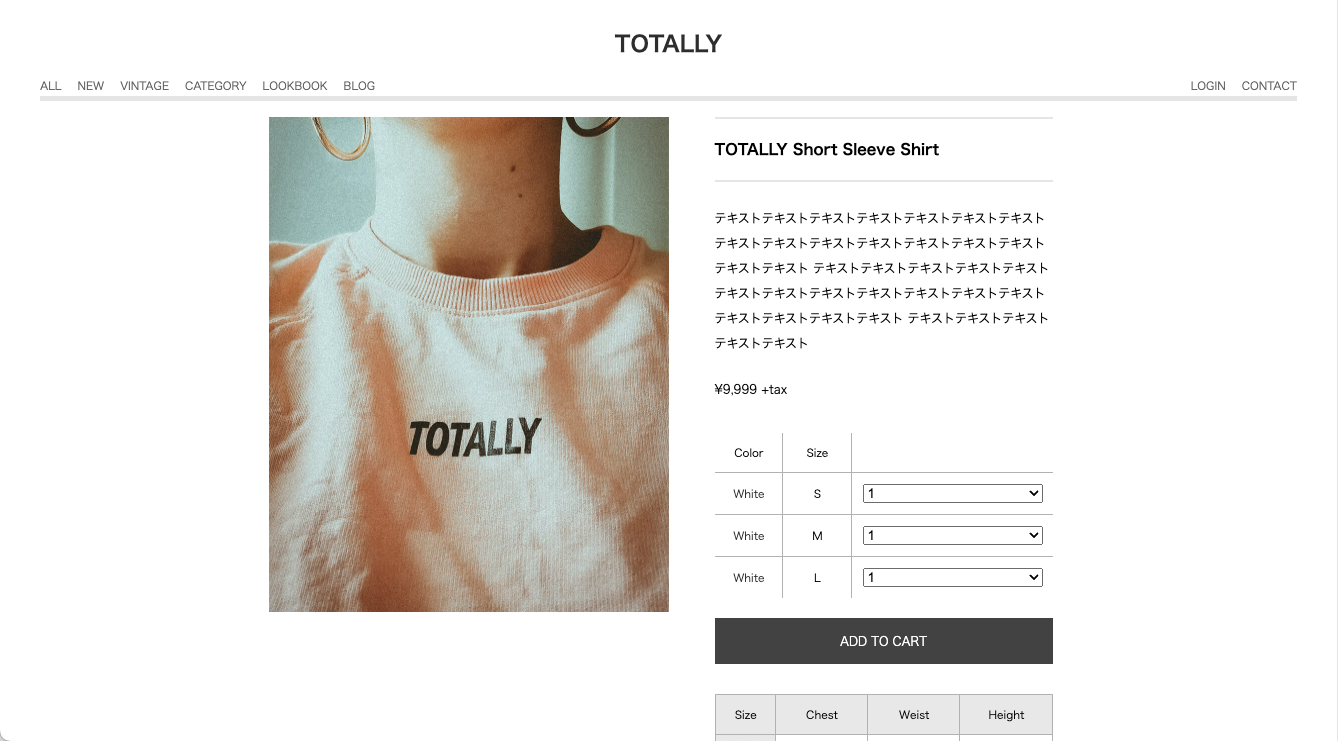 TOTALLY
ALL NEW VINTAGE CATEGORY LOOKBOOK BLOG LOGIN CONTACT
TOTALLY
TOTALLY Short Sleeve Shirt
テキストテキストテキストテキストテキストテキストテキスト
テキストテキストテキストテキストテキストテキストテキスト
テキストテキスト テキストテキストテキストテキストテキスト
テキストテキストテキストテキストテキストテキストテキスト
テキストテキストテキストテキスト テキストテキストテキスト
テキストテキスト
¥9,999 +tax
Color Size
White S 1
White M 1
White L 1
ADD TO CART
Size Chest Weist Height